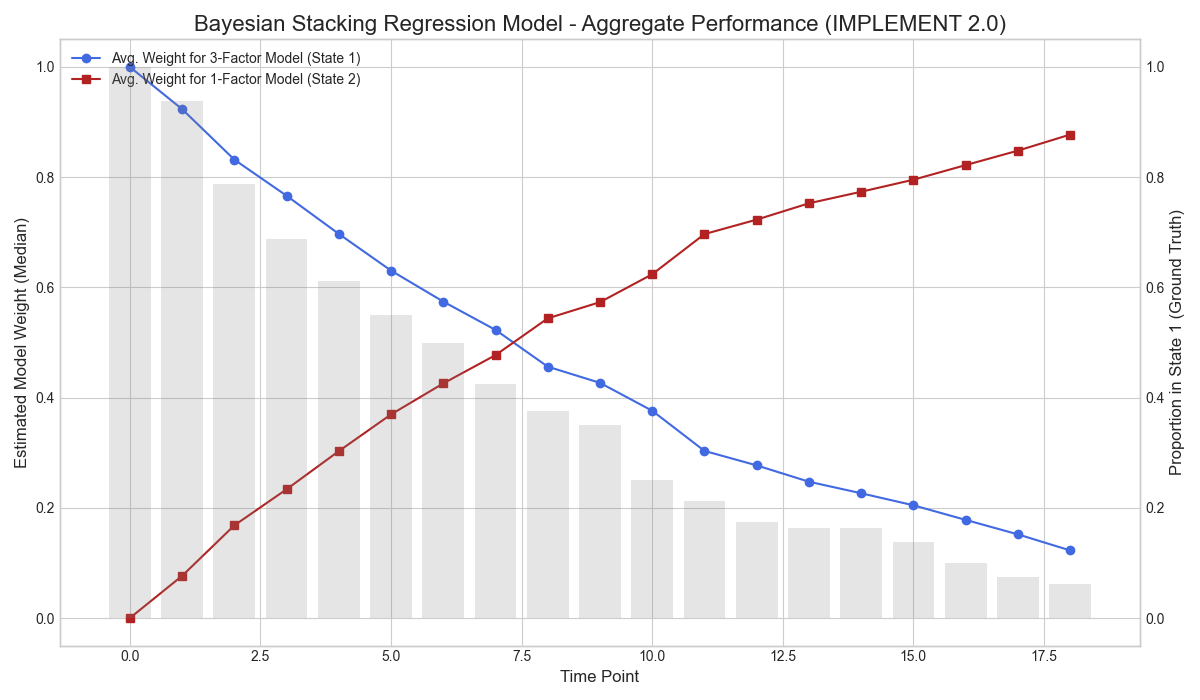 Bayesian Stacking Regression Model - Aggregate Performance (IMPLEMENT 2.0)
Avg. Weight for 3-Factor Model (State 1)
Avg. Weight for 1-Factor Model (State 2)
Estimated Model Weight (Median)
1.0
0.8
0.6
0.4
0.2
0.0
1.0
0.8
0.6
0.4
0.2
0.0
Proportion in State 1 (Ground Truth)
0.0 2.5 5.0 7.5 10.0 12.5 15.0 17.5
Time Point